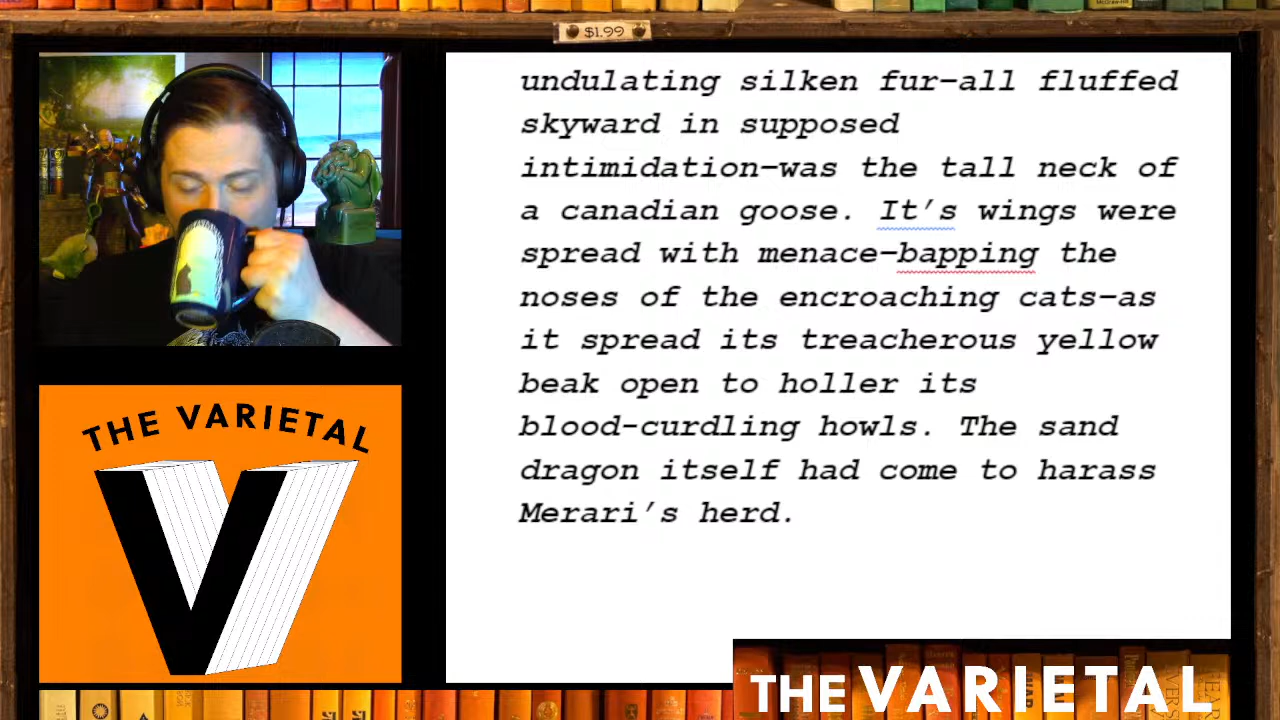 $1.99
undulating silken fur–all fluffed
skyward in supposed
intimidation–was the tall neck of
a canadian goose. It’s wings were
spread with menace–bapping the
noses of the encroaching cats–as
it spread its treacherous yellow
beak open to holler its
blood-curdling howls. The sand
dragon itself had come to harass
Merari’s herd.
THE VARIETAL
V
THE VARIETAL